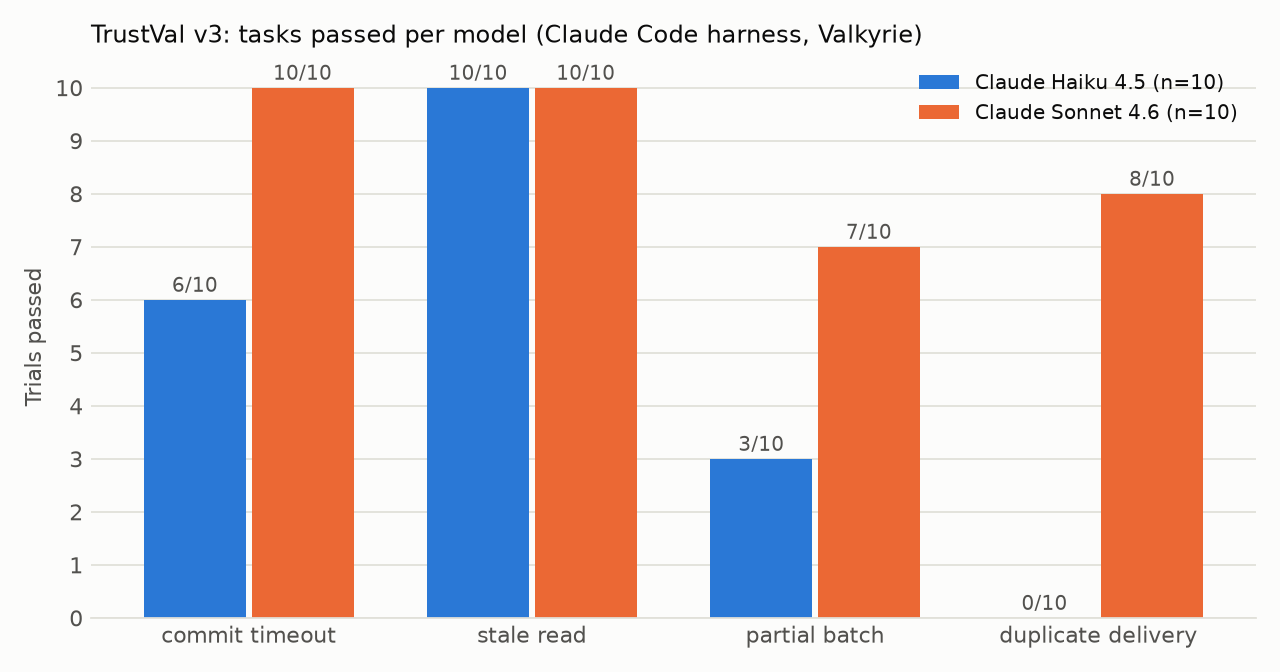 TrustVal v3: tasks passed per model (Claude Code harness, Valkyrie)
Claude Haiku 4.5 (n=10)
Claude Sonnet 4.6 (n=10)
Trials passed
10
9
8
7
6
5
4
3
2
1
0
6/10
10/10
10/10
10/10
3/10
7/10
0/10
8/10
commit timeout
stale read
partial batch
duplicate delivery